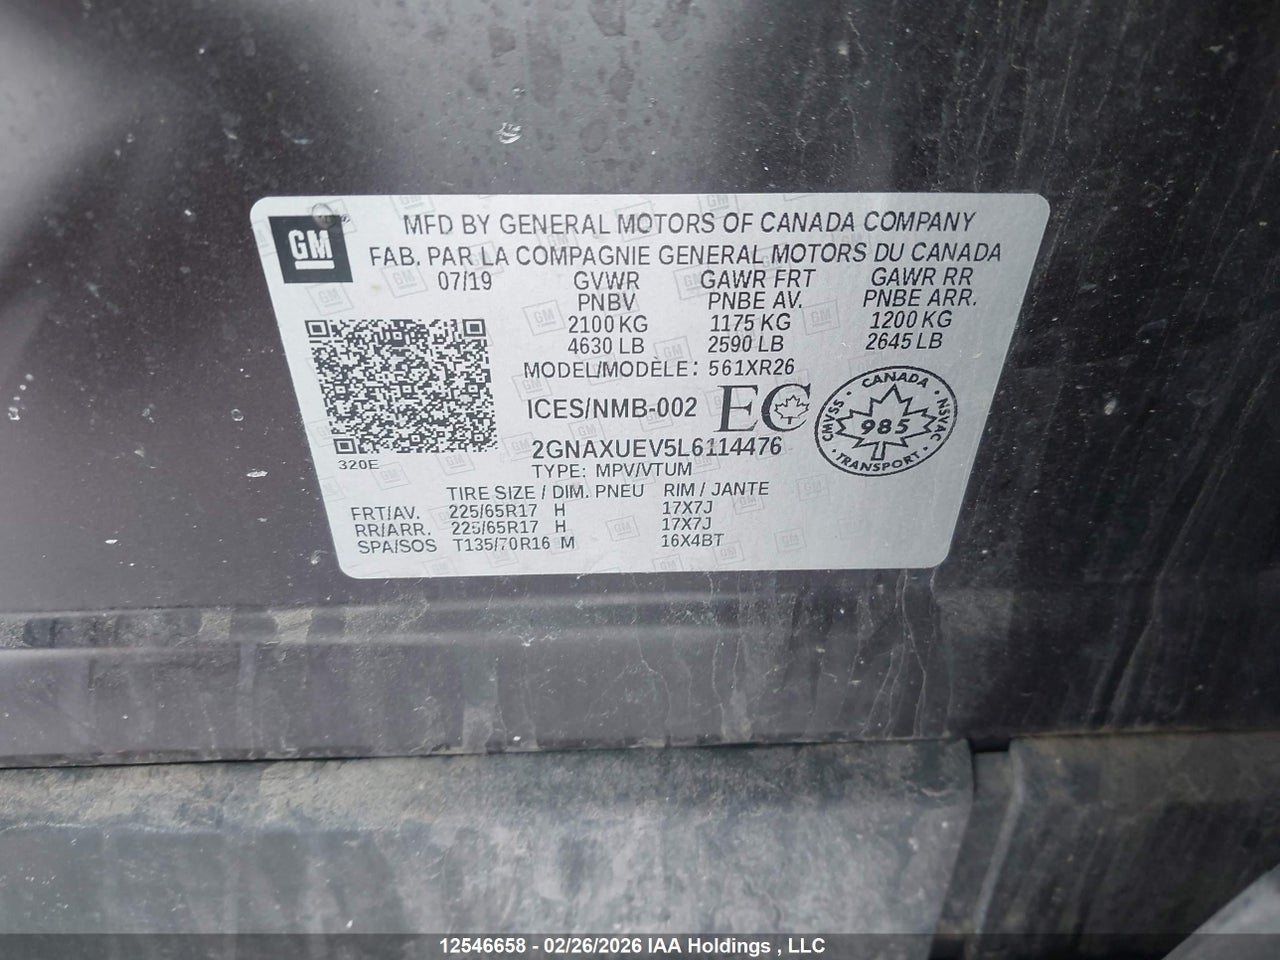 GM
MFD BY GENERAL MOTORS OF CANADA COMPANY
FAB. PAR LA COMPAGNIE GENERAL MOTORS DU CANADA
07/19 GVWR GAWR FRT GAWR RR
PNBV PNBE AV. PNBE ARR.
2100 KG 1175 KG 1200 KG
4630 LB 2590 LB 2645 LB
MODEL/MODÈLE: 561XR26
ICES/NMB-002 EC
CANADA
CMVSS 985 NSVAC
TRANSPORT
2GNAXUEV5L6114476
320E
TYPE: MPV/VTUM
TIRE SIZE / DIM. PNEU RIM / JANTE
FRT/AV. 225/65R17 H 17X7J
RR/ARR. 225/65R17 H 17X7J
SPA/SOS T135/70R16 M 16X4BT
12546658 - 02/26/2026 IAA Holdings , LLC